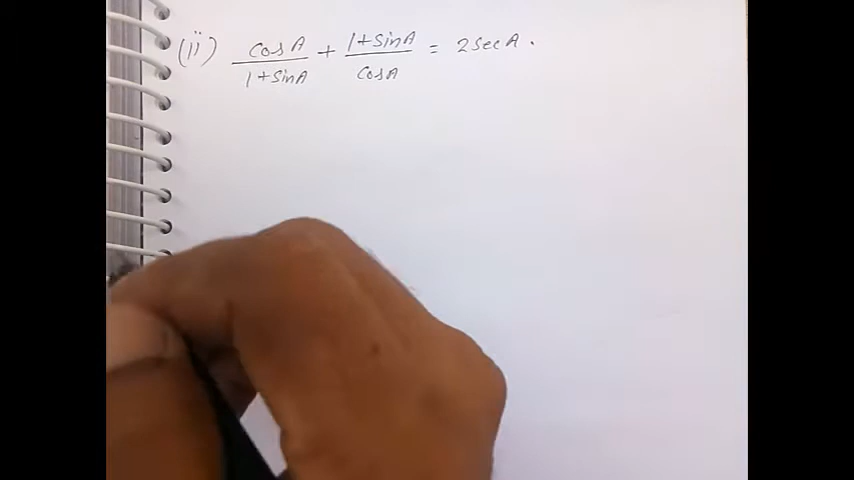 (ii) cosA/1+sinA + 1+sinA/cosA = 2secA.